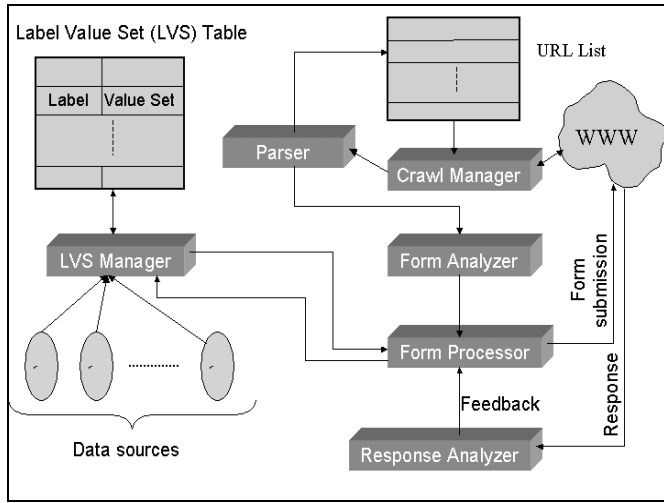 Label Value Set (LVS) Table
URL List
Label
Value Set
WWW
Parser
Crawl Manager
LVS Manager
Form Analyzer
Form
submission
Form Processor
Response
Feedback
Data sources
Response Analyzer